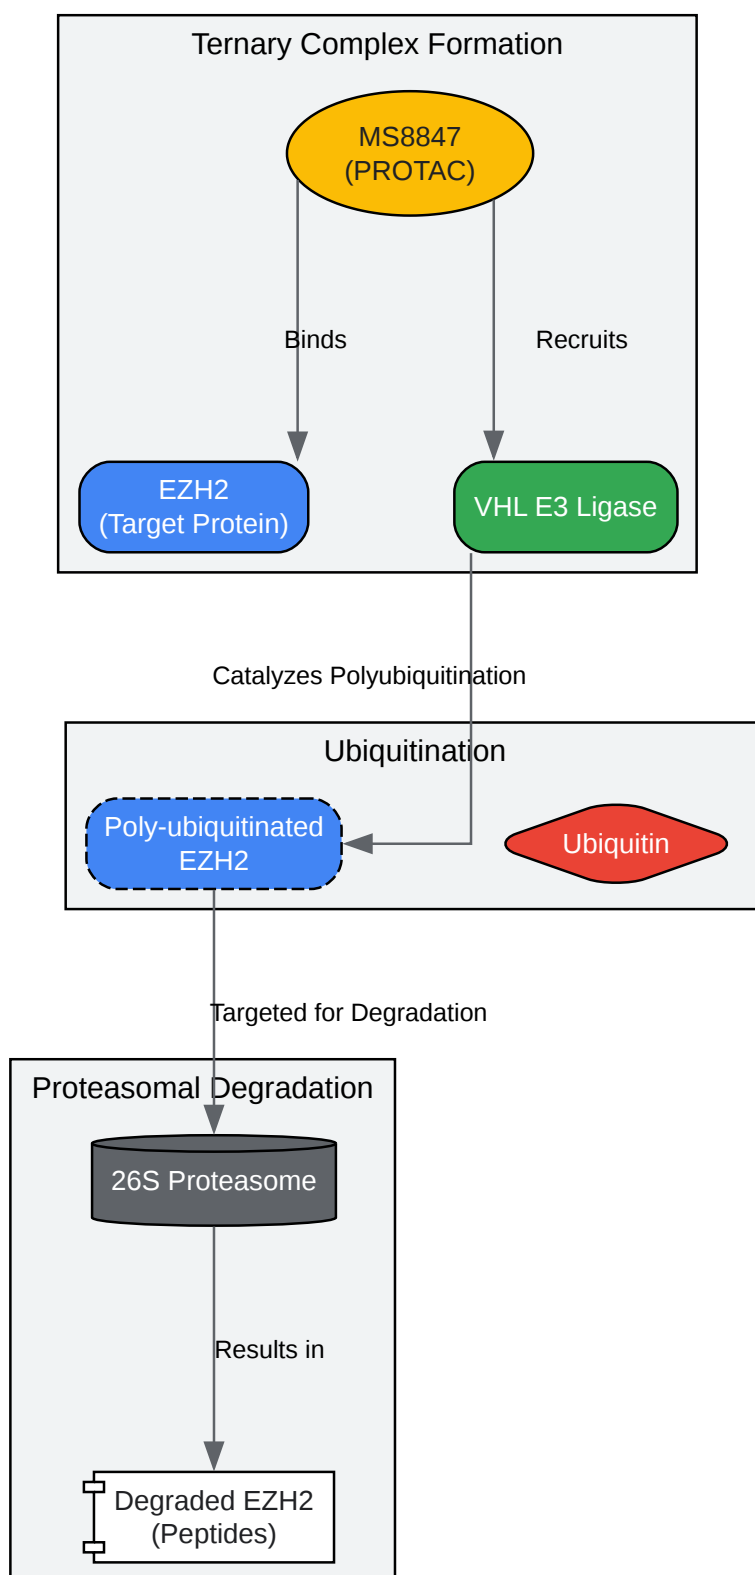 Ternary Complex Formation
MS8847
(PROTAC)
Binds
Recruits
EZH2
(Target Protein)
VHL E3 Ligase
Catalyzes Polyubiquitination
Ubiquitination
Poly-ubiquitinated
EZH2
Ubiquitin
Targeted for Degradation
Proteasomal Degradation
26S Proteasome
Results in
Degraded EZH2
(Peptides)